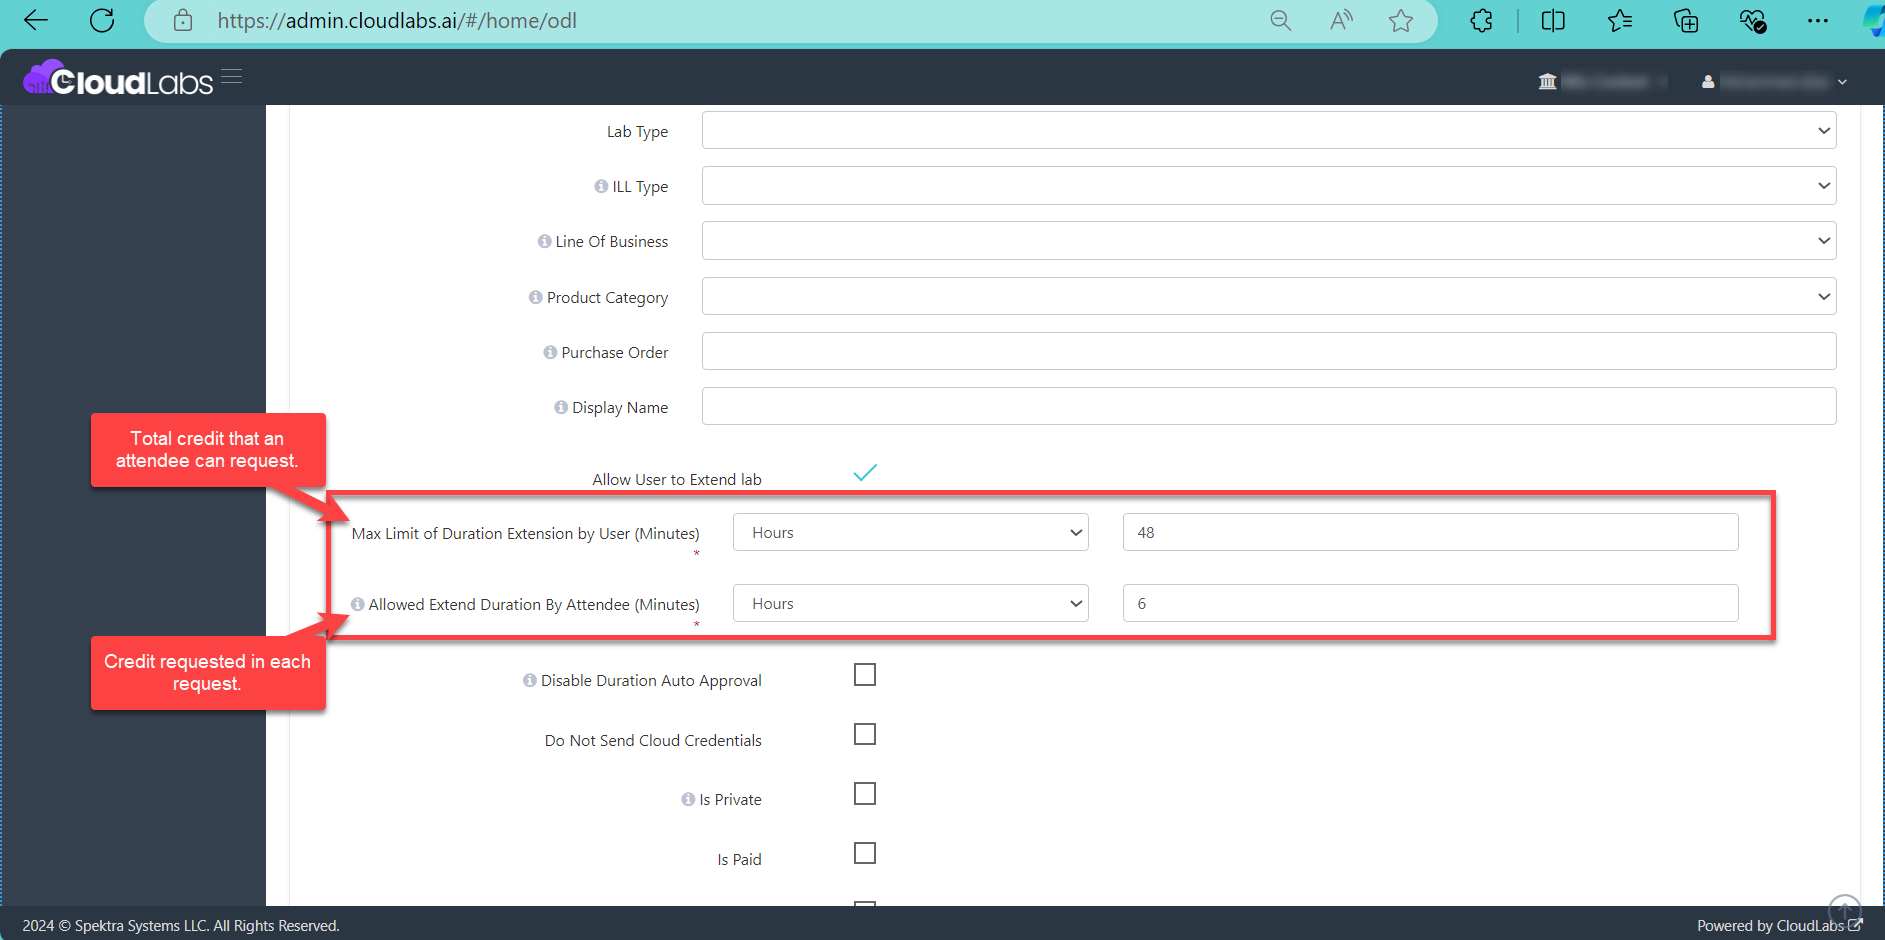 https://admin.cloudlabs.ai/#/home/odl
CloudLabs
Lab Type
ILL Type
Line Of Business
Product Category
Purchase Order
Display Name
Total credit that an
attendee can request.
Allow User to Extend lab
Max Limit of Duration Extension by User (Minutes)
*
Hours
48
Allowed Extend Duration By Attendee (Minutes)
*
Hours
6
Credit requested in each
request.
Disable Duration Auto Approval
Do Not Send Cloud Credentials
Is Private
Is Paid
2024 © Spektra Systems LLC. All Rights Reserved.
Powered by CloudLabs